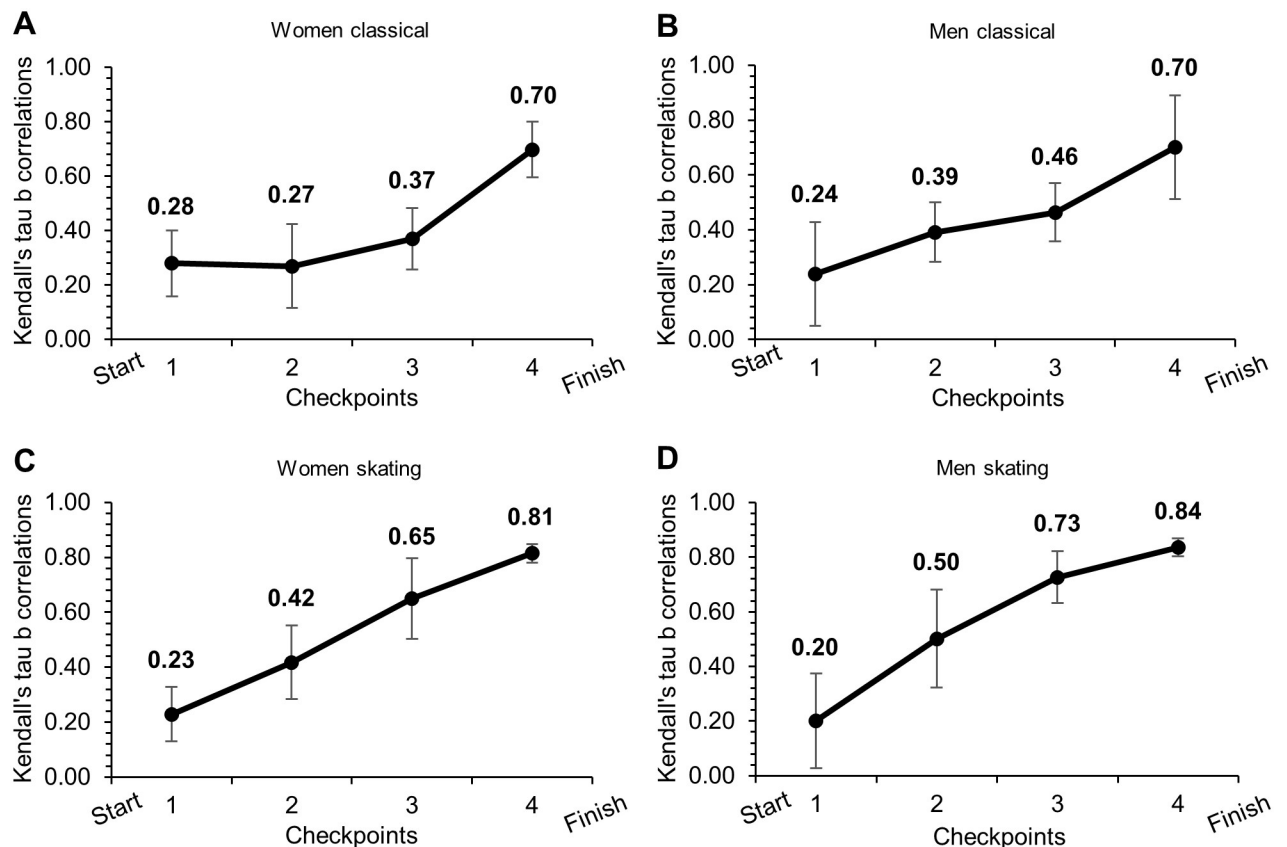 A
Women classical
Kendall's tau b correlations
1.00
0.80
0.60
0.40
0.20
0.00
0.28
0.27
0.37
0.70
Start 1 2 3 4 Finish
Checkpoints
B
Men classical
Kendall's tau b correlations
1.00
0.80
0.60
0.40
0.20
0.00
0.24
0.39
0.46
0.70
Start 1 2 3 4 Finish
Checkpoints
C
Women skating
Kendall's tau b correlations
1.00
0.80
0.60
0.40
0.20
0.00
0.23
0.42
0.65
0.81
Start 1 2 3 4 Finish
Checkpoints
D
Men skating
Kendall's tau b correlations
1.00
0.80
0.60
0.40
0.20
0.00
0.20
0.50
0.73
0.84
Start 1 2 3 4 Finish
Checkpoints